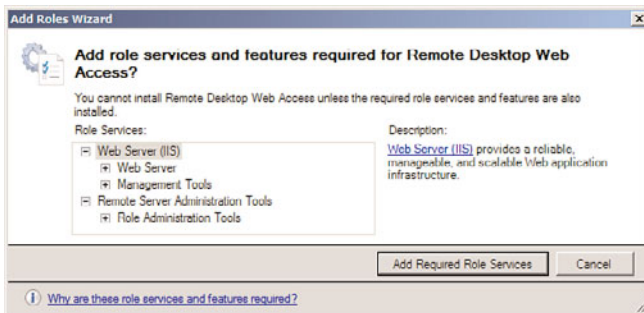 Add Roles Wizard
Add role services and features required for Remote Desktop Web
Access?
You cannot install Remote Desktop Web Access unless the required role services and features are also
installed.
Role Services:
Web Server (IIS)
Web Server
Management Tools
Remote Server Administration Tools
Role Administration Tools
Description:
Web Server (IIS) provides a reliable,
manageable, and scalable Web application
infrastructure.
Add Required Role Services
Cancel
Why are these role services and features required?